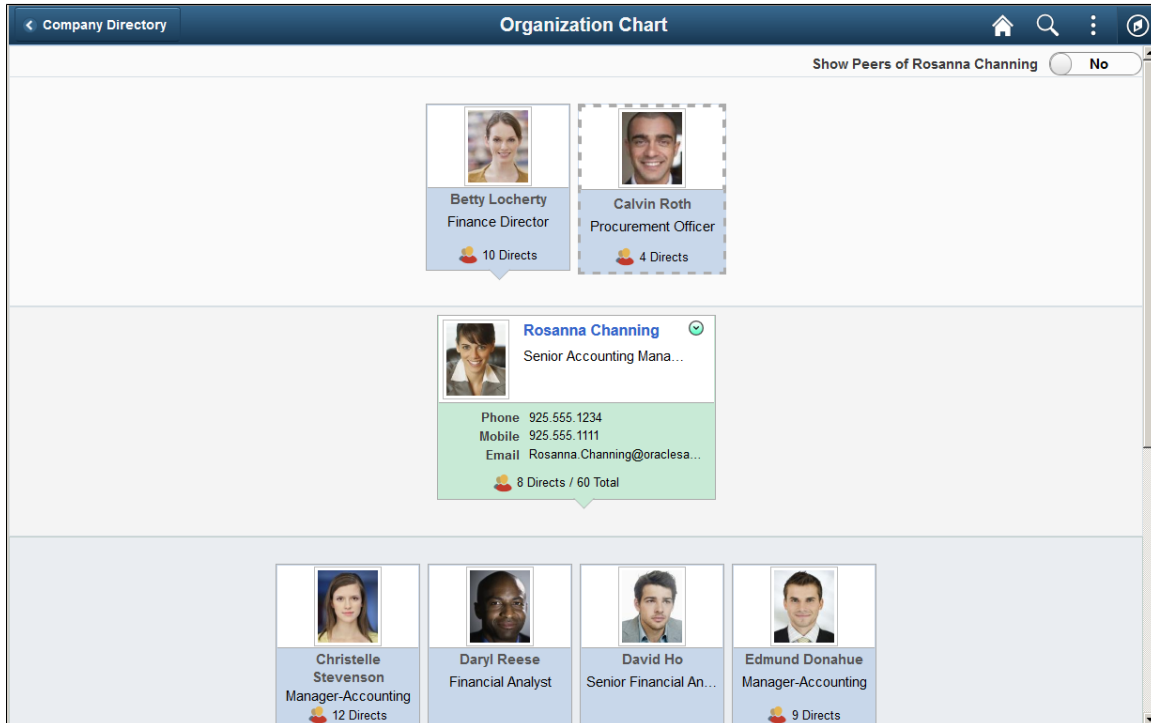 Company Directory
Organization Chart
Show Peers of Rosanna Channing No
Betty Locherty
Finance Director
10 Directs
Calvin Roth
Procurement Officer
4 Directs
Rosanna Channing
Senior Accounting Mana...
Phone 925.555.1234
Mobile 925.555.1111
Email Rosanna.Channing@oraclesa...
8 Directs / 60 Total
Christelle
Stevenson
Manager-Accounting
12 Directs
Daryl Reese
Financial Analyst
David Ho
Senior Financial An...
Edmund Donahue
Manager-Accounting
9 Directs